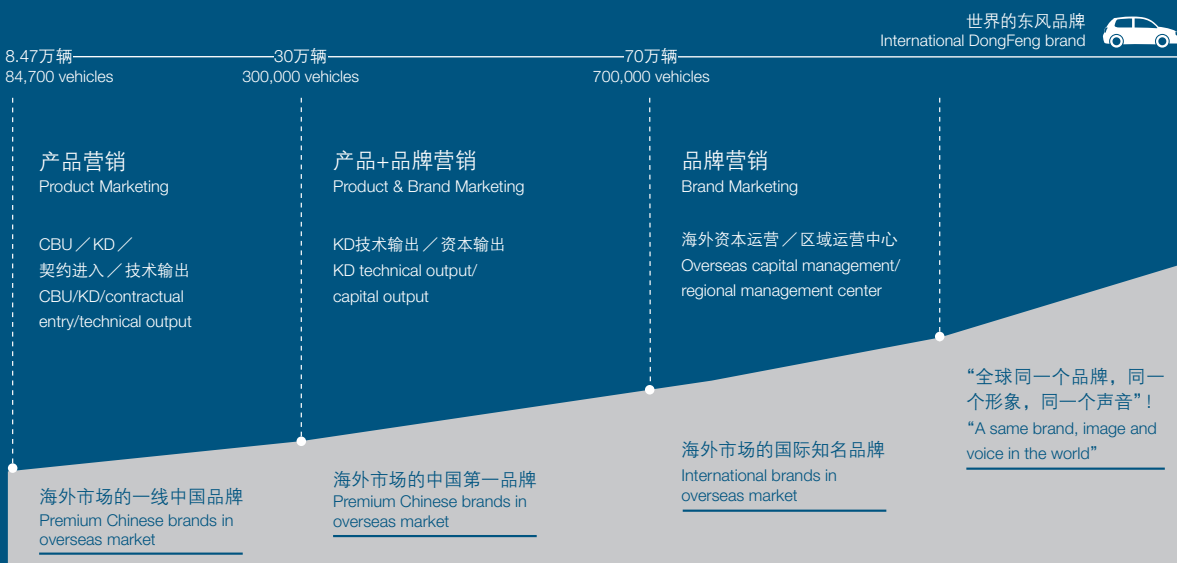 世界的东风品牌
International DongFeng brand
8.47万辆
84,700 vehicles
30万辆
300,000 vehicles
70万辆
700,000 vehicles
产品营销
Product Marketing
CBU／KD／
契约进入／技术输出
CBU/KD/contractual
entry/technical output
产品+品牌营销
Product & Brand Marketing
KD技术输出／资本输出
KD technical output/
capital output
品牌营销
Brand Marketing
海外资本运营／区域运营中心
Overseas capital management/
regional management center
海外市场的一线中国品牌
Premium Chinese brands in
overseas market
海外市场的中国第一品牌
Premium Chinese brands in
overseas market
海外市场的国际知名品牌
International brands in
overseas market
“全球同一个品牌，同一
个形象，同一个声音”！
“A same brand, image and
voice in the world”